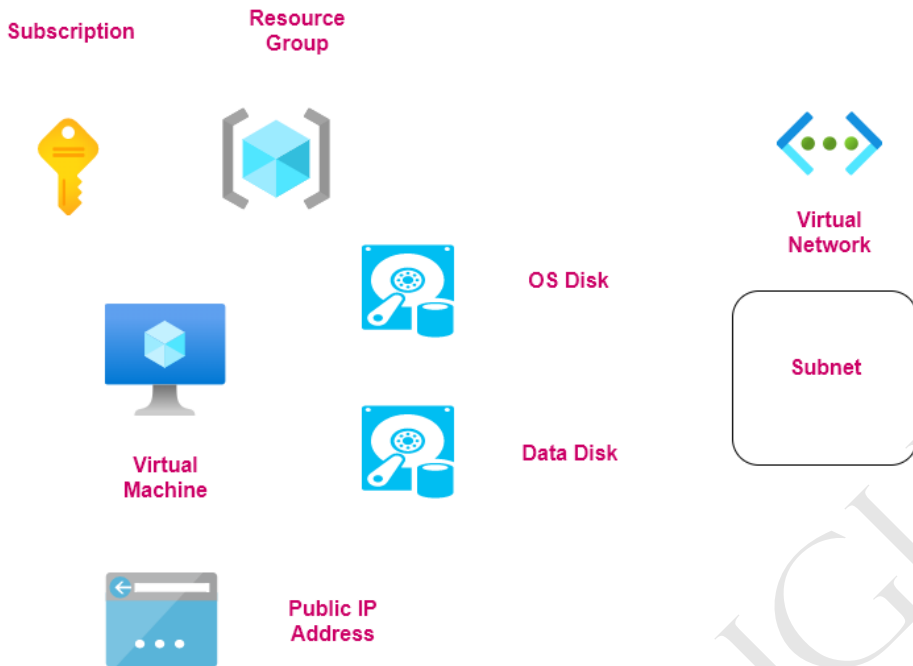 Subscription
Resource
Group
Virtual
Network
OS Disk
Subnet
Virtual
Machine
Data Disk
Public IP
Address